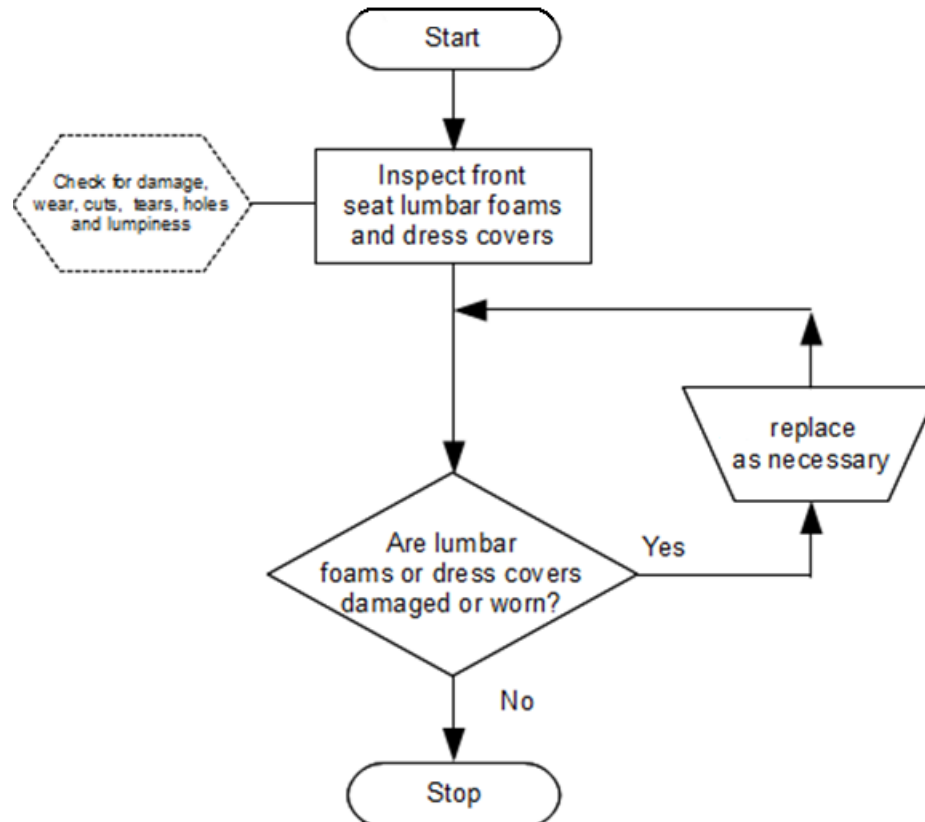 Start
Check for damage,
wear, cuts, tears, holes
and lumpiness
Inspect front
seat lumbar foams
and dress covers
replace
as necessary
Are lumbar
foams or dress covers
damaged or worn?
Yes
No
Stop